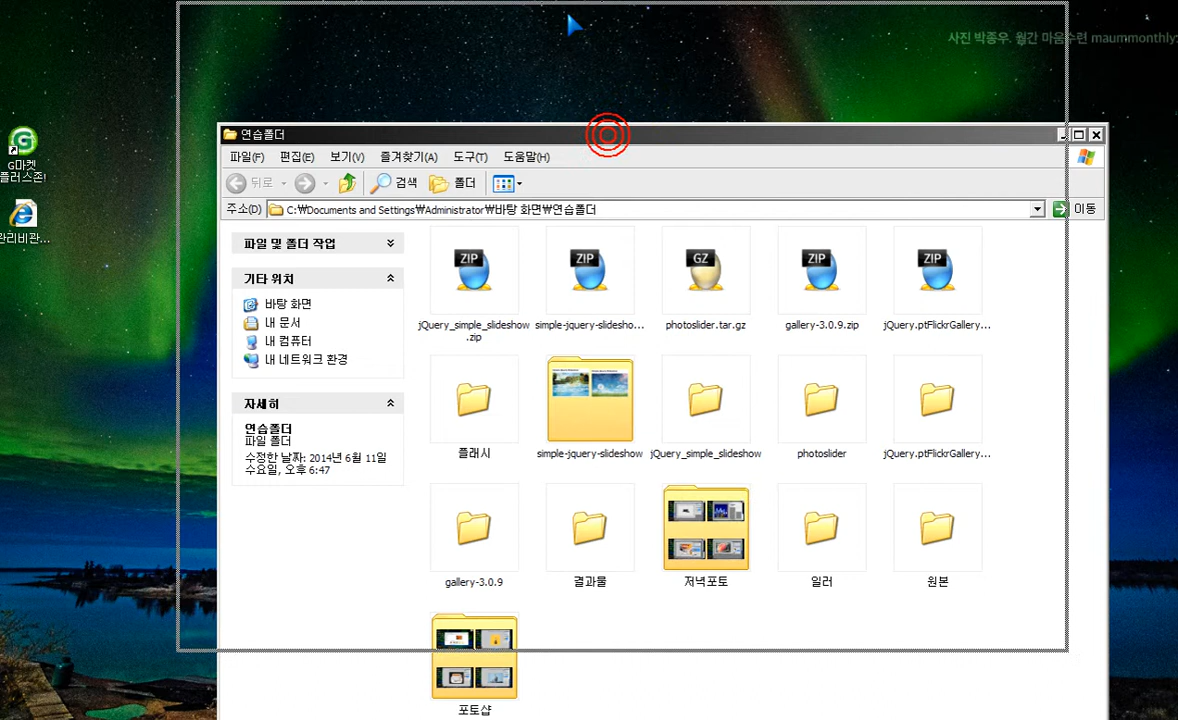 사진 박종우, 월간 마음수련 maummonthly
G마켓
플러스존!
관리비관...
연습폴더
파일(F) 편집(E) 보기(V) 즐겨찾기(A) 도구(T) 도움말(H)
뒤로 검색 폴더
주소(D) C:₩Documents and Settings₩Administrator₩바탕 화면₩연습폴더 이동
파일 및 폴더 작업
기타 위치
바탕 화면
내 문서
내 컴퓨터
내 네트워크 환경
자세히
연습폴더
파일 폴더
수정한 날짜: 2014년 6월 11일
수요일, 오후 6:47
ZIP ZIP GZ ZIP ZIP
jQuery_simple_slideshow simple-jquery-slidesho... photoslider.tar.gz gallery-3.0.9.zip jQuery.ptFlickrGallery...
.zip
플래시 simple-jquery-slideshow jQuery_simple_slideshow photoslider jQuery.ptFlickrGallery...
gallery-3.0.9 결과물 저녁포토 일러 원본
포토샵